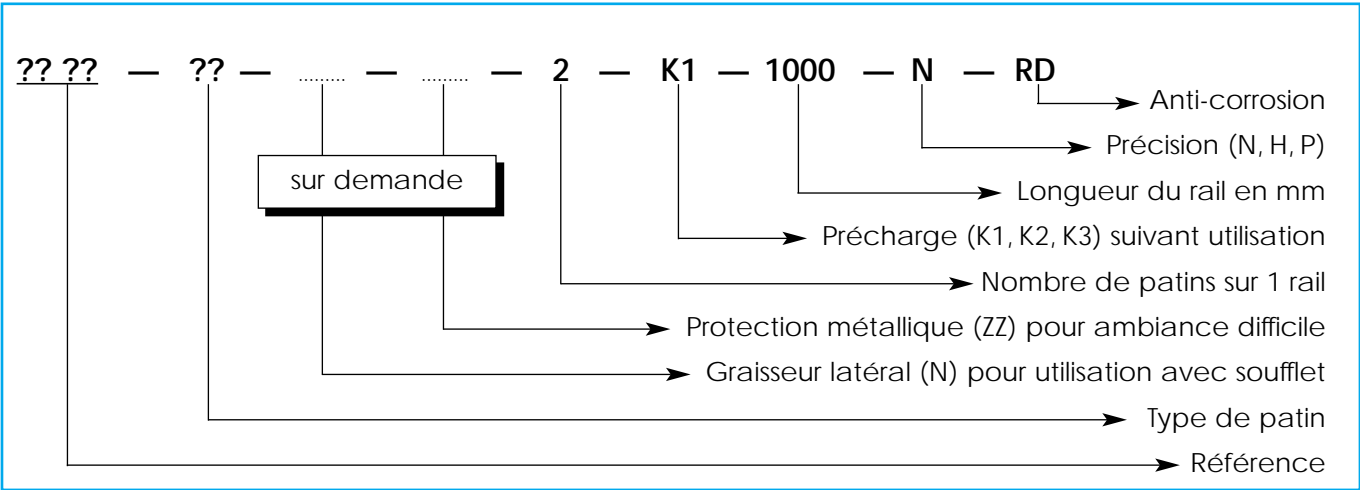 ?? ?? — ?? — ......... — ......... — 2 — K1 — 1000 — N — RD
Anti-corrosion
Précision (N, H, P)
sur demande
Longueur du rail en mm
Précharge (K1, K2, K3) suivant utilisation
Nombre de patins sur 1 rail
Protection métallique (ZZ) pour ambiance difficile
Graisseur latéral (N) pour utilisation avec soufflet
Type de patin
Référence